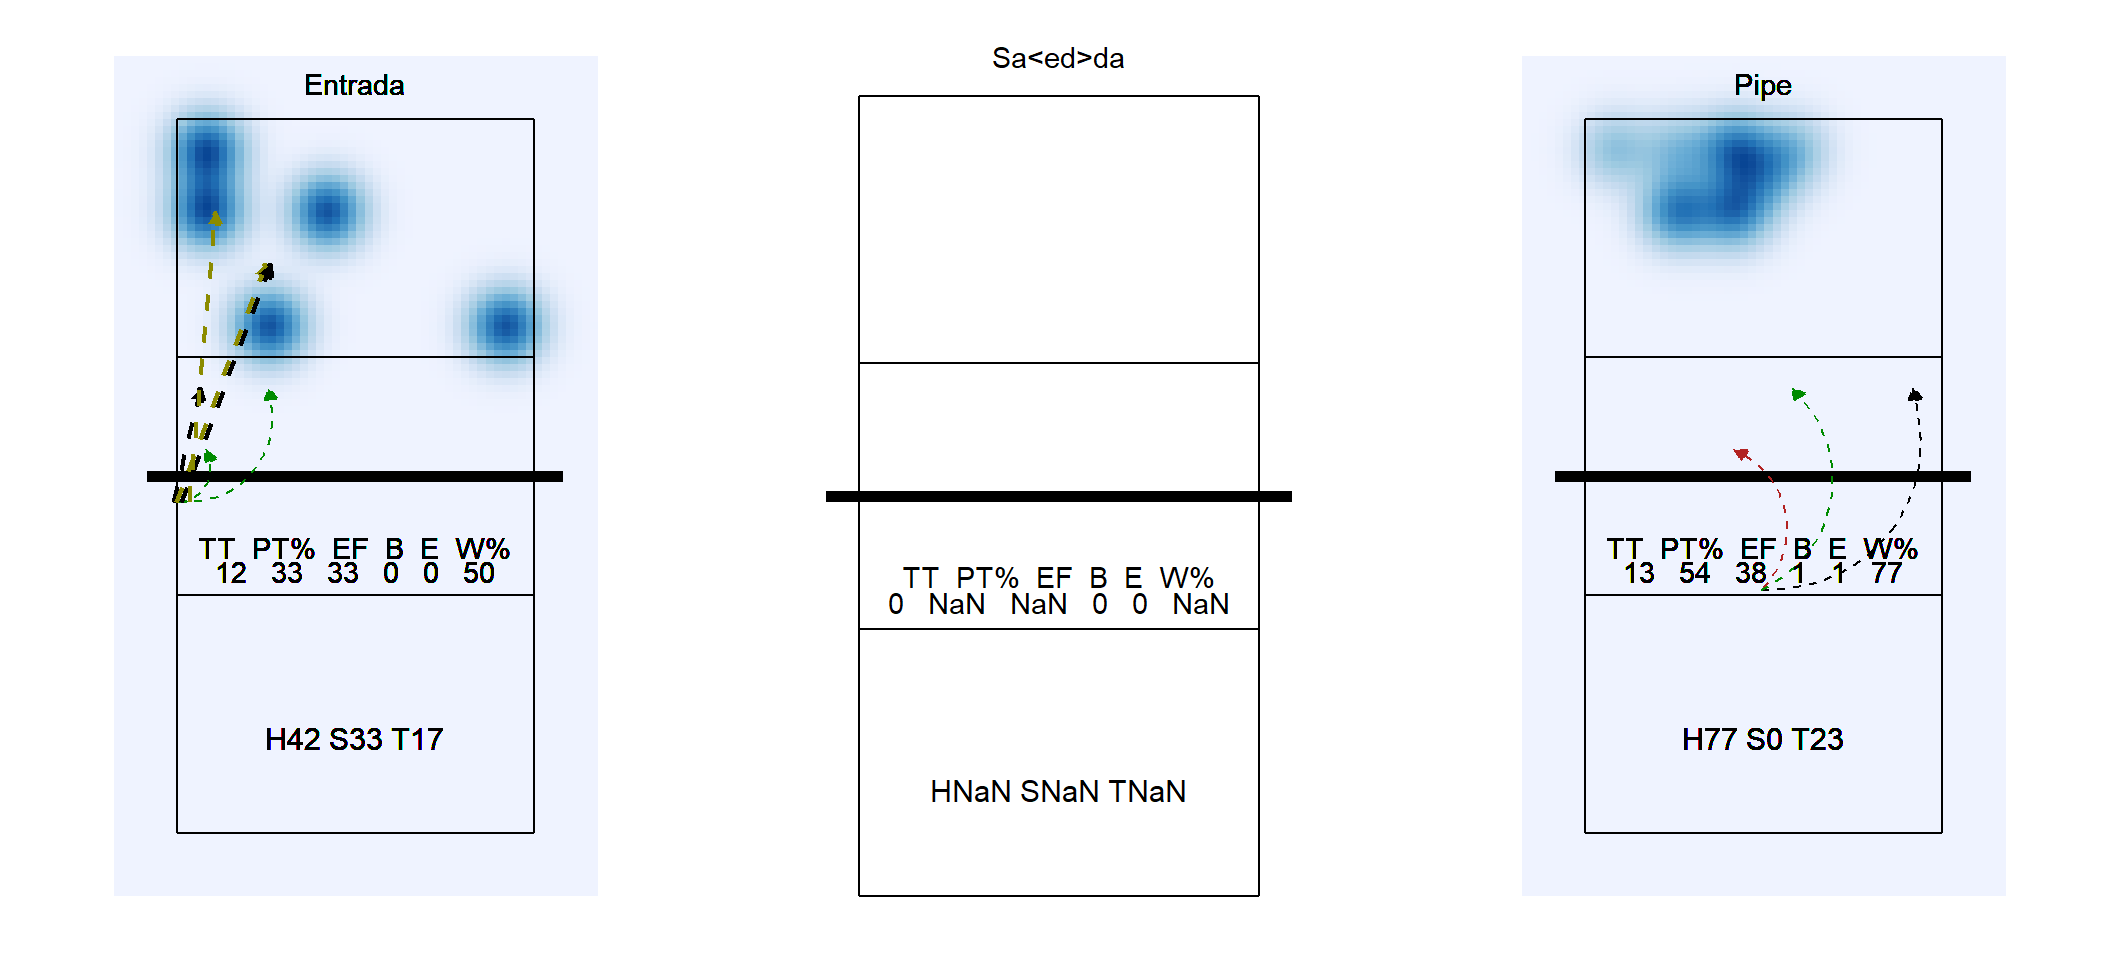 Entrada
TT PT% EF B E W%
12 33 33 0 0 50
H42 S33 T17
Sa<ed>da
TT PT% EF B E W%
0 NaN NaN 0 0 NaN
HNaN SNaN TNaN
Pipe
TT PT% EF B E W%
13 54 38 1 1 77
H77 S0 T23